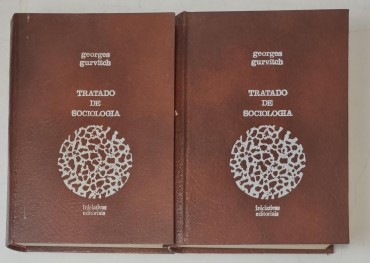 georges
gurvitch
TRATADO
DE
SOCIOLOGIA
iniciativas
editoriais
georges
gurvitch
TRATADO
DE
SOCIOLOGIA
iniciativas
editoriais